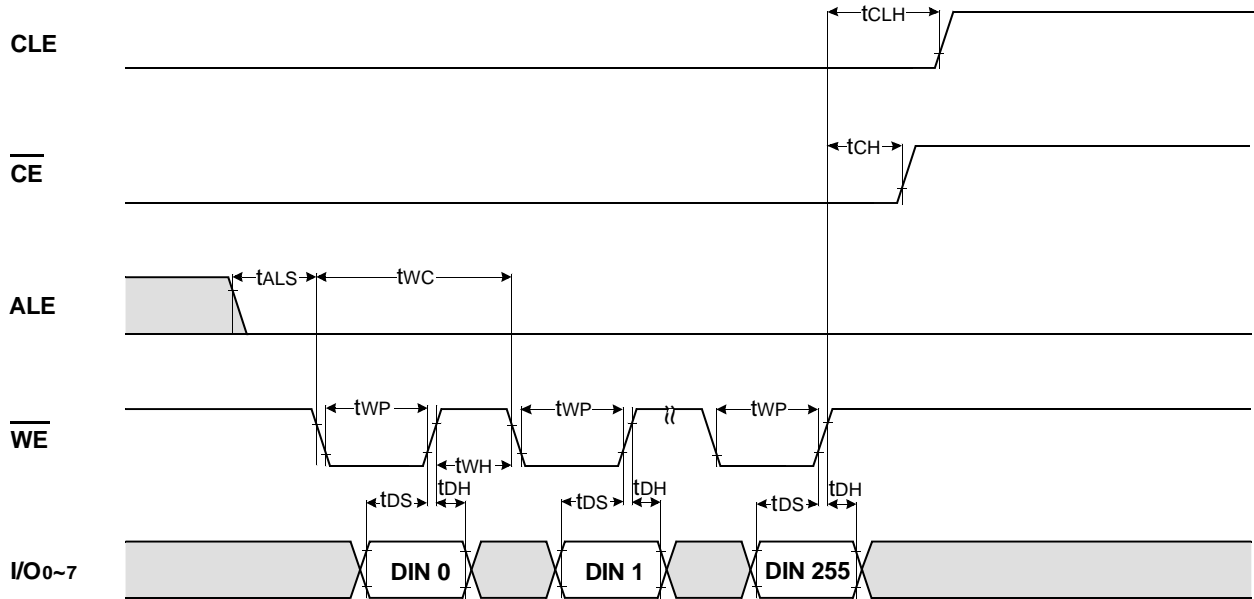 CLE
tCLH
CE
tCH
ALE
tALS
tWC
WE
tWP
tWP
tWP
tWH
tDS
tDH
tDS
tDH
tDS
tDH
I/O0~7
DIN 0
DIN 1
DIN 255